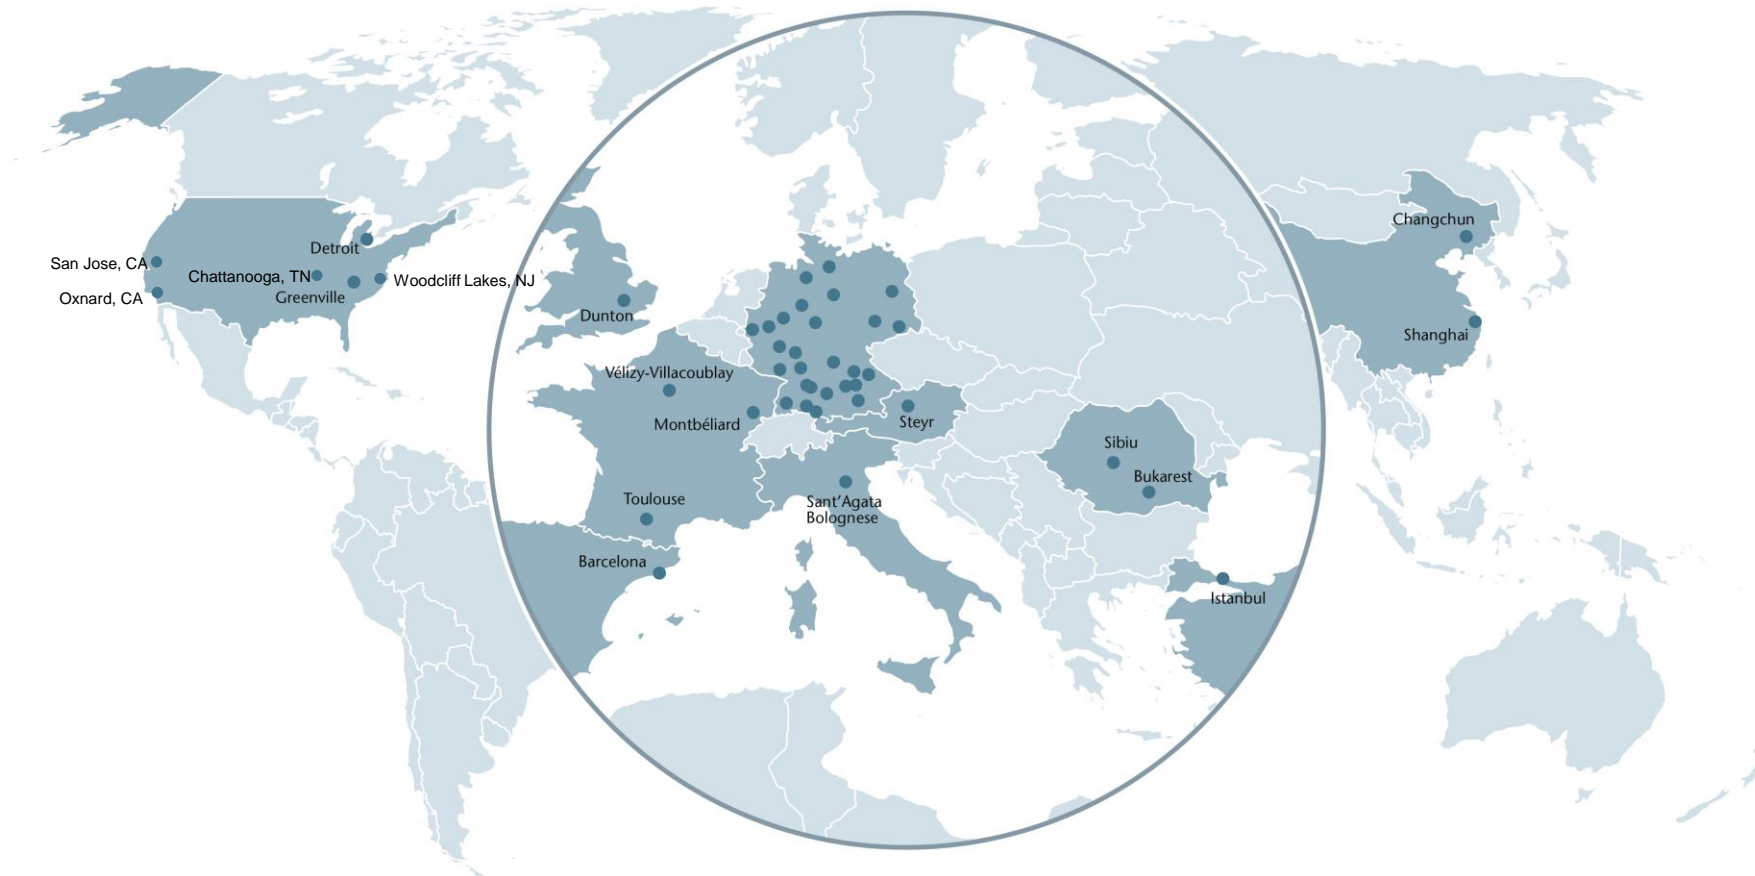 Detroit
San Jose, CA
Chattanooga, TN
Woodcliff Lakes, NJ
Oxnard, CA
Greenville
Dunton
Vélizy-Villacoublay
Montbéliard
Steyr
Toulouse
Sant'Agata
Bolognese
Barcelona
Sibiu
Bukarest
Istanbul
Changchun
Shanghai